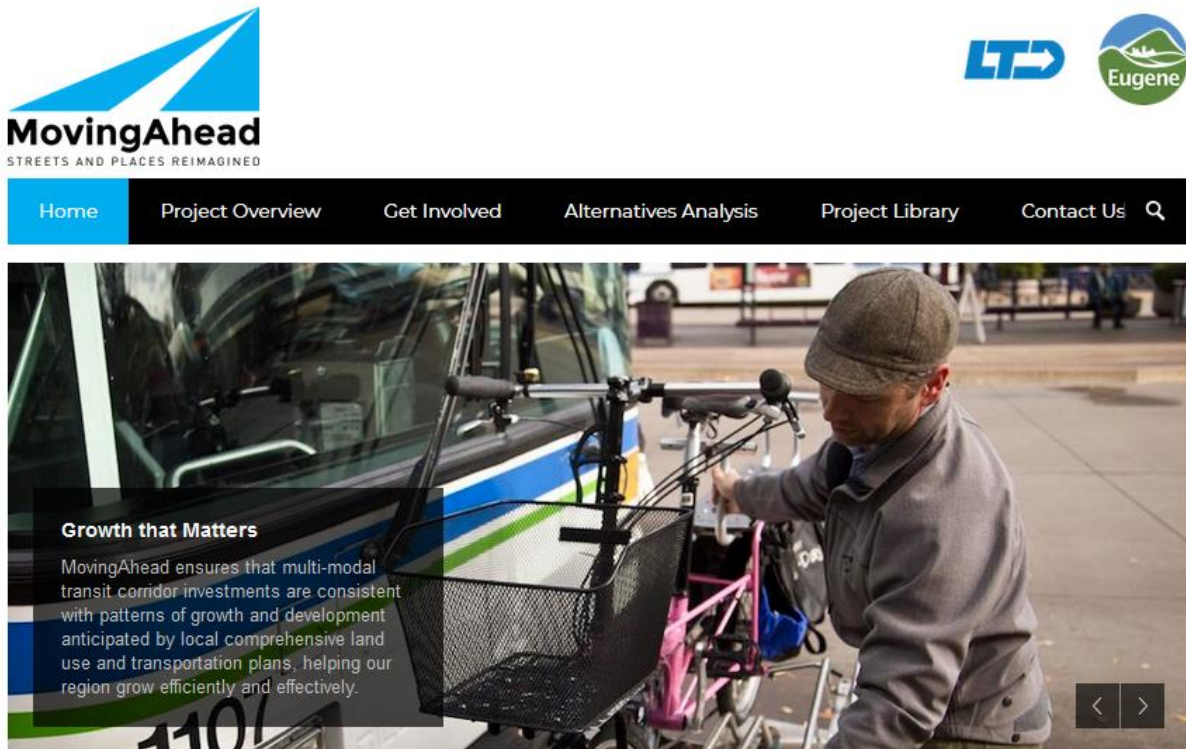 LTD
Eugene
MovingAhead
STREETS AND PLACES REIMAGINED
Home Project Overview Get Involved Alternatives Analysis Project Library Contact Us
Growth that Matters
MovingAhead ensures that multi-modal
transit corridor investments are consistent
with patterns of growth and development
anticipated by local comprehensive land
use and transportation plans, helping our
region grow efficiently and effectively.
1107